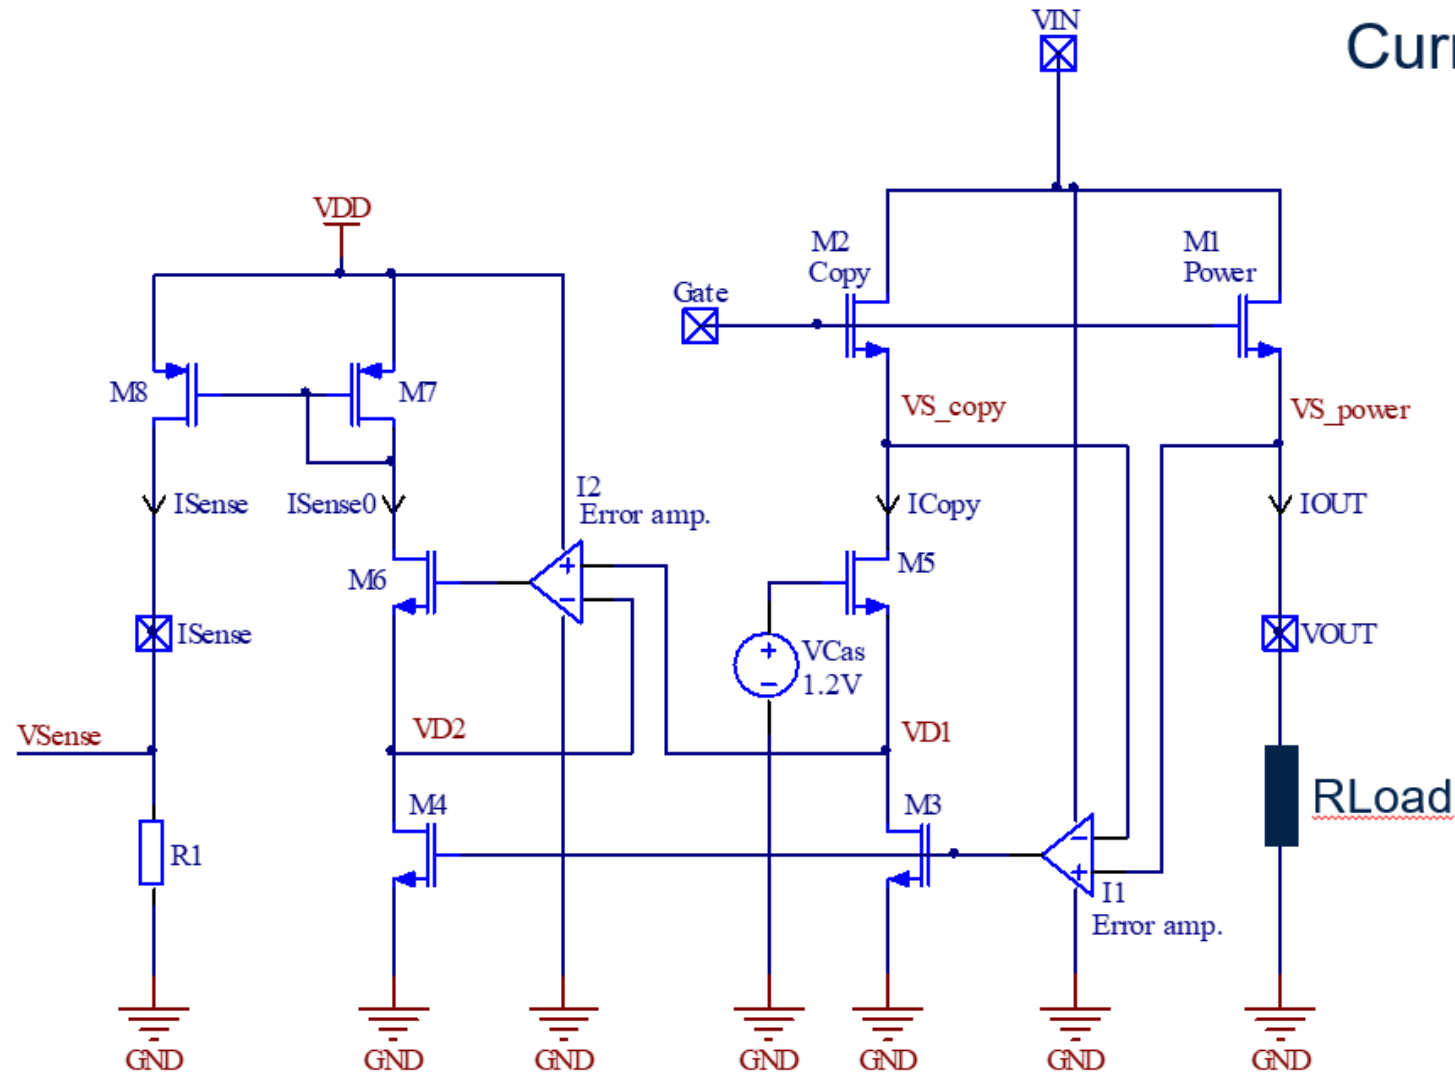 VIN
Curr
VDD
M2
Copy
M1
Power
Gate
M8
M7
VS_copy
VS_power
ISense
ISense0
I2
Error amp.
ICopy
IOUT
M6
+
−
M5
ISense
VCas
1.2V
+
−
VOUT
VSense
VD2
VD1
M4
M3
RLoad
R1
−
+
I1
Error amp.
GND
GND
GND
GND
GND
GND
GND